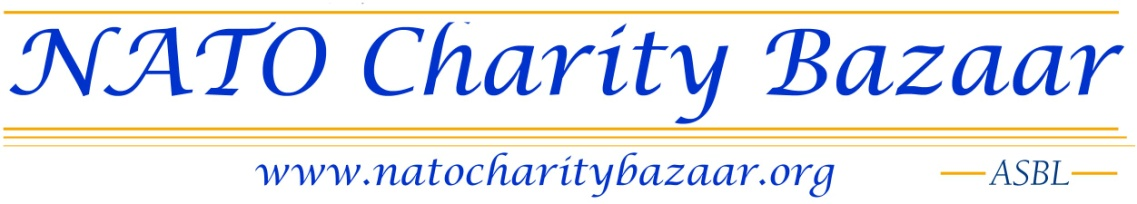 NATO Charity Bazaar
www.natocharitybazaar.org
ASBL